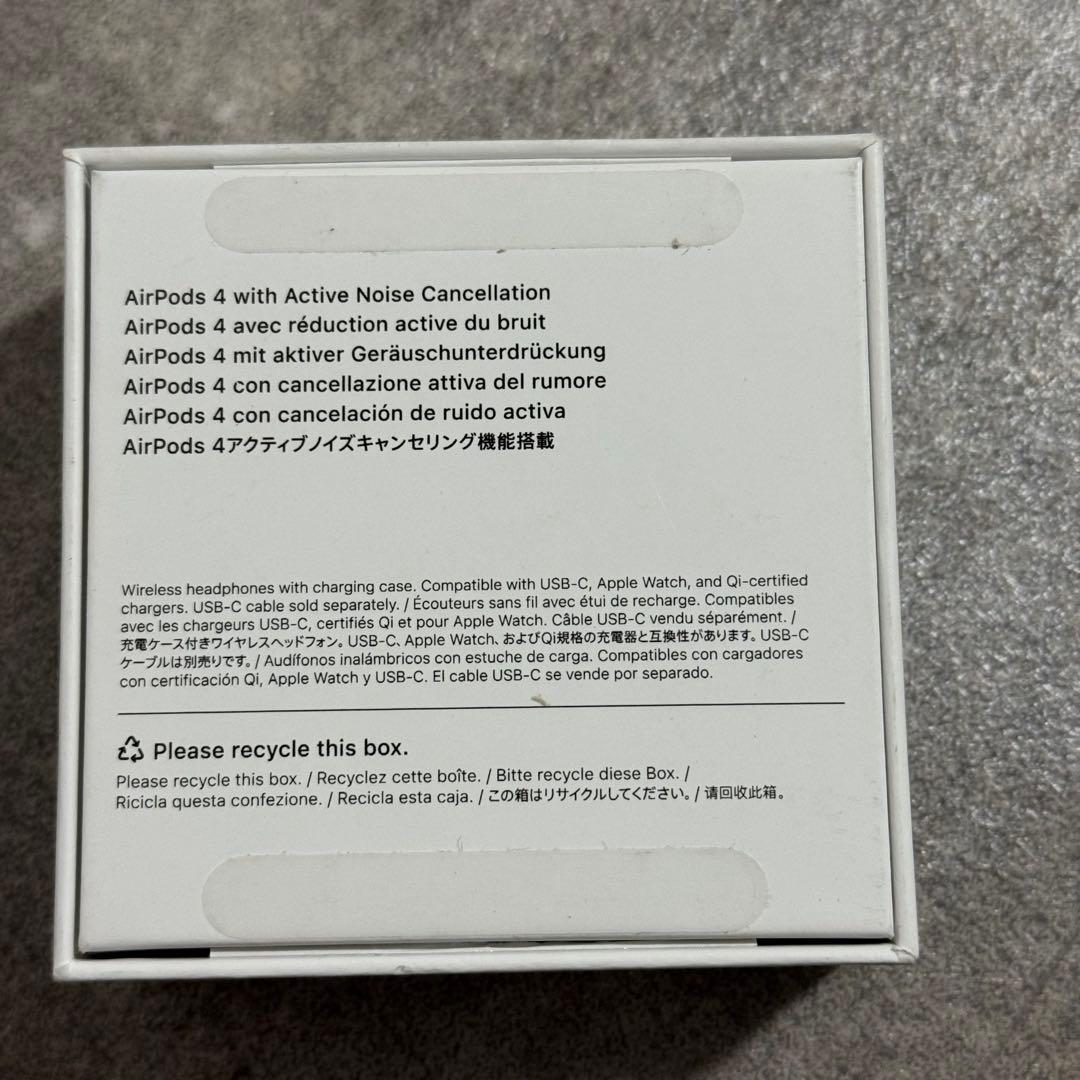 AirPods 4 with Active Noise Cancellation
AirPods 4 avec réduction active du bruit
AirPods 4 mit aktiver Geräuschunterdrückung
AirPods 4 con cancellazione attiva del rumore
AirPods 4 con cancelación de ruido activa
AirPods 4アクティブノイズキャンセリング機能搭載
Wireless headphones with charging case. Compatible with USB-C, Apple Watch, and Qi-certified
chargers. USB-C cable sold separately. / Écouteurs sans fil avec étui de recharge. Compatibles
avec les chargeurs USB-C, certifiés Qi et pour Apple Watch. Câble USB-C vendu séparément. /
充電ケース付きワイヤレスヘッドフォン。USB-C、Apple Watch、およびQi規格の充電器と互換性があります。USB-C
ケーブルは別売りです。/ Audífonos inalámbricos con estuche de carga. Compatibles con cargadores
con certificación Qi, Apple Watch y USB-C. El cable USB-C se vende por separado.
Please recycle this box.
Please recycle this box. / Recyclez cette boîte. / Bitte recycle diese Box. /
Ricicla questa confezione. / Recicla esta caja. / この箱はリサイクルしてください。/ 请回收此箱。